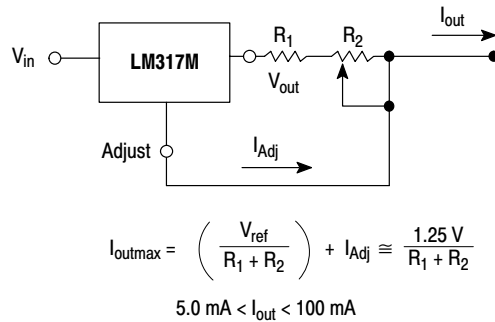 I_out
R_1 R_2
V_in
LM317M
V_out
Adjust
I_Adj
I_outmax = ( V_ref / (R_1 + R_2) ) + I_Adj ≅ 1.25 V / (R_1 + R_2)
5.0 mA < I_out < 100 mA